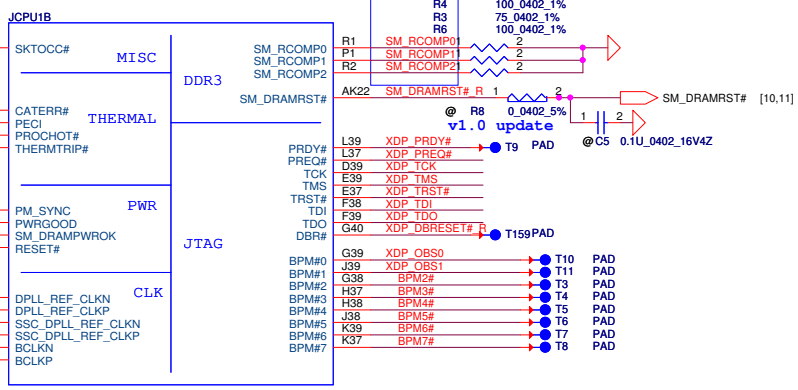 R4 100_0402_1%
R3 75_0402_1%
R6 100_0402_1%
JCPU1B
SKTOCC# MISC SM_RCOMP0 R1 SM_RCOMP0 1 2
SM_RCOMP1 P1 SM_RCOMP1 1 2
SM_RCOMP2 R2 SM_RCOMP2 1 2
DDR3
SM_DRAMRST# AK22 SM_DRAMRST#_R 1 2 SM_DRAMRST# [10,11]
@ R8 0_0402_5%
v1.0 update
1 2
@ C5 0.1U_0402_16V4Z
CATERR#
PECI
PROCHOT#
THERMTRIP#
THERMAL
PRDY# L39 XDP_PRDY# T9 PAD
PREQ# L37 XDP_PREQ#
TCK D39 XDP_TCK
TMS E39 XDP_TMS
TRST# E37 XDP_TRST#
TDI F38 XDP_TDI
TDO F39 XDP_TDO
DBR# G40 XDP_DBRESET#_R T159 PAD
PWR
PM_SYNC
PWRGOOD
SM_DRAMPWROK
RESET#
JTAG
BPM#0 G39 XDP_OBS0 T10 PAD
BPM#1 J39 XDP_OBS1 T11 PAD
BPM#2 G38 BPM2# T3 PAD
BPM#3 H37 BPM3# T4 PAD
BPM#4 H38 BPM4# T5 PAD
BPM#5 J38 BPM5# T6 PAD
BPM#6 K39 BPM6# T7 PAD
BPM#7 K37 BPM7# T8 PAD
CLK
DPLL_REF_CLKN
DPLL_REF_CLKP
SSC_DPLL_REF_CLKN
SSC_DPLL_REF_CLKP
BCLKN
BCLKP